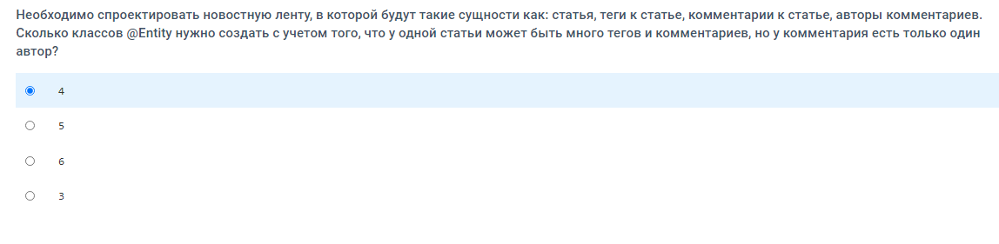 Необходимо спроектировать новостную ленту, в которой будут такие сущности как: статья, теги к статье, комментарии к статье, авторы комментариев.
Сколько классов @Entity нужно создать с учетом того, что у одной статьи может быть много тегов и комментариев, но у комментария есть только один
автор?
4
5
6
3